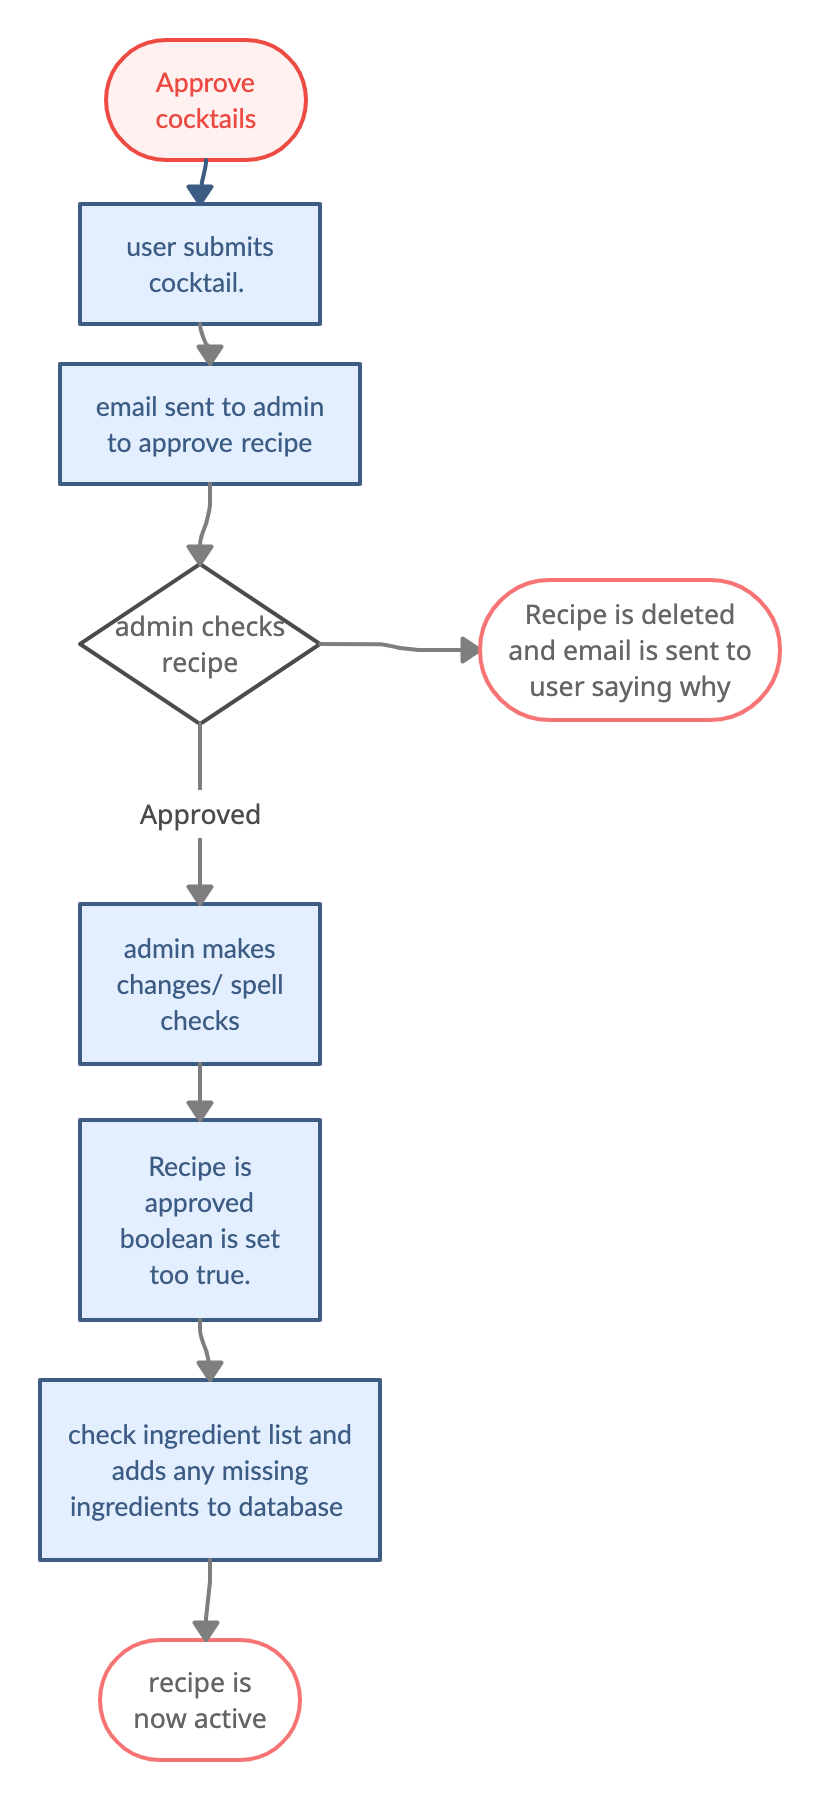 Approve
cocktails
user submits
cocktail.
email sent to admin
to approve recipe
admin checks
recipe
Recipe is deleted
and email is sent to
user saying why
Approved
admin makes
changes/ spell
checks
Recipe is
approved
boolean is set
too true.
check ingredient list and
adds any missing
ingredients to database
recipe is
now active